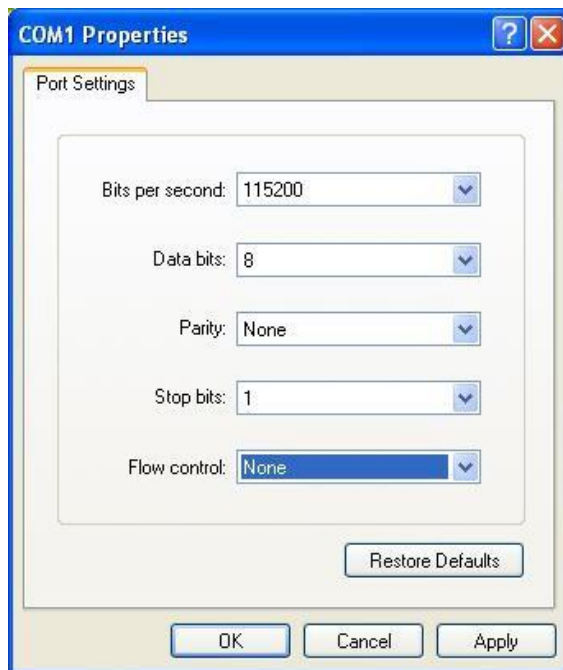 COM1 Properties
Port Settings
Bits per second: 115200
Data bits: 8
Parity: None
Stop bits: 1
Flow control: None
Restore Defaults
OK Cancel Apply